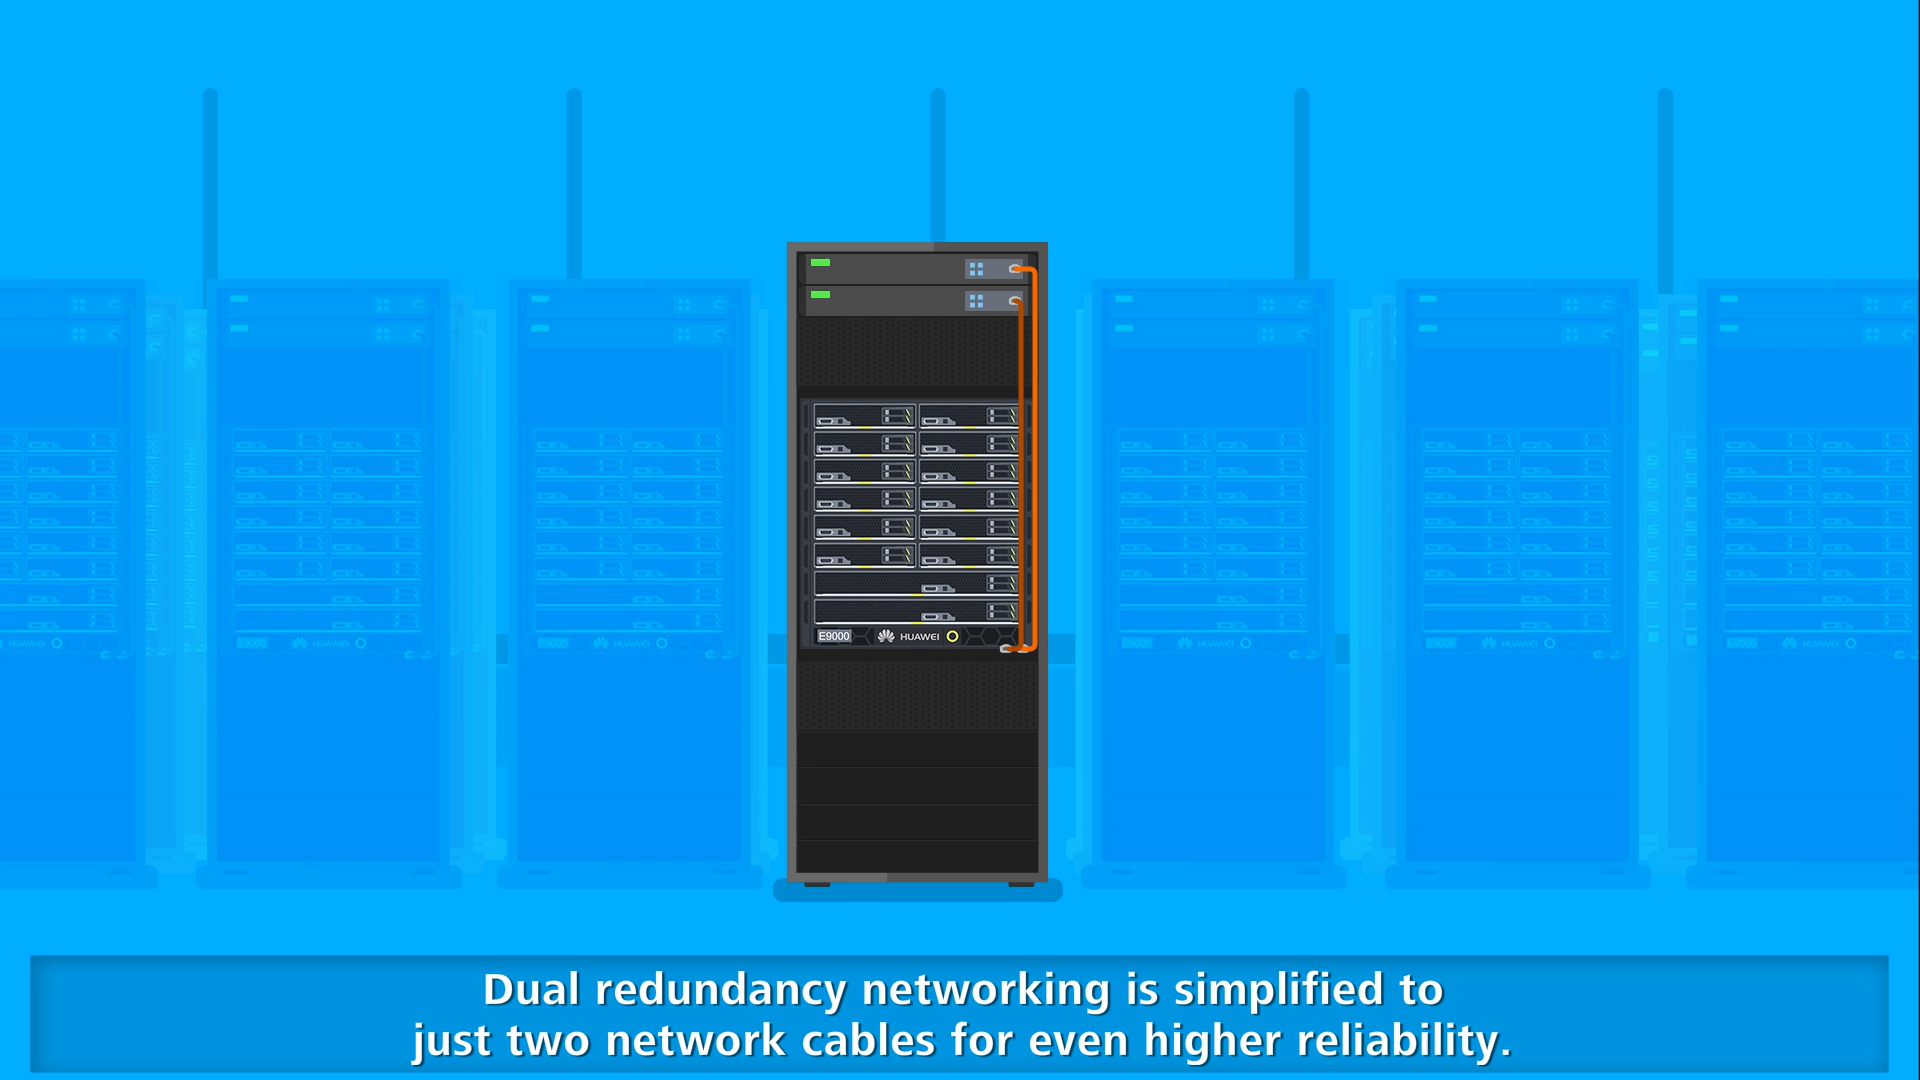 E9000 HUAWEI
Dual redundancy networking is simplified to
just two network cables for even higher reliability.